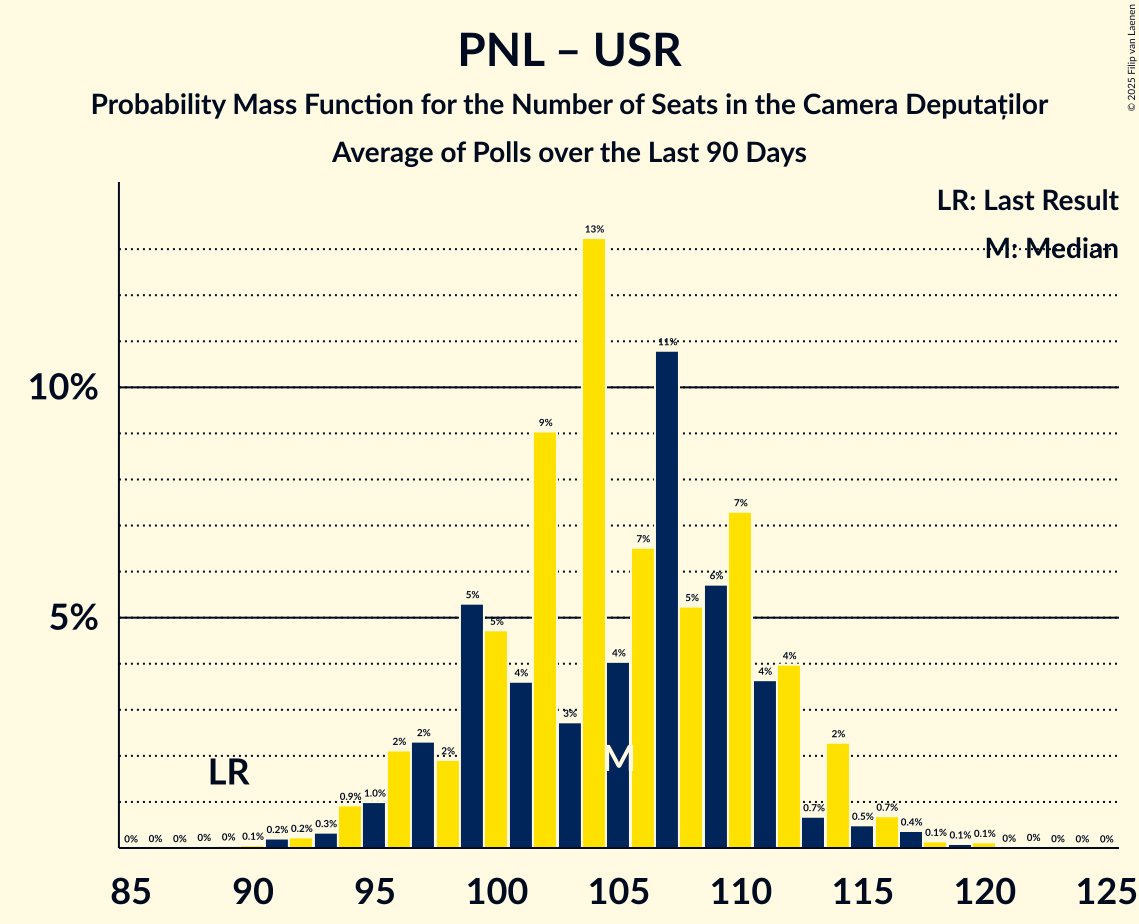 PNL – USR
Probability Mass Function for the Number of Seats in the Camera Deputaților
Average of Polls over the Last 90 Days
© 2025 Filip van Laenen
LR: Last Result
M: Median
10%
5%
0% 0% 0% 0% 0% 0.1% 0.2% 0.2% 0.3% 0.9% 1.0% 2% 2% 2% 5% 5% 4% 9% 3% 13% 4% 7% 11% 5% 6% 7% 4% 4% 0.7% 2% 0.5% 0.7% 0.4% 0.1% 0.1% 0.1% 0% 0% 0% 0% 0%
LR
M
85 90 95 100 105 110 115 120 125